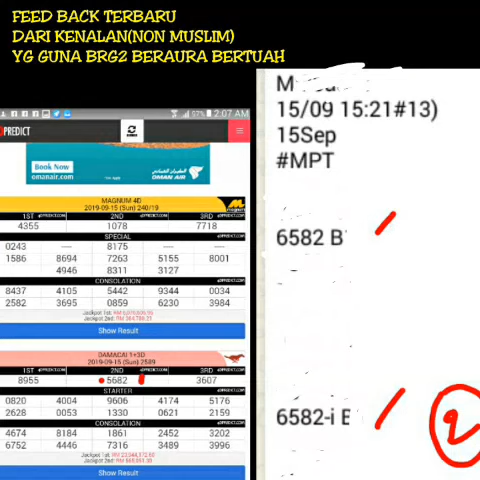 FEED BACK TERBARU
DARI KENALAN(NON MUSLIM)
YG GUNA BRG2 BERAURA BERTUAH
97% 2:07 AM
PREDICT
Book Now
omanair.com
OMAN AIR
MAGNUM 4D
2019-09-15 (Sun) 240/19
1ST 2ND 3RD
4355 1078 7718
SPECIAL
0243 — 8175 — —
1586 8694 7263 5155 8001
4946 8311 3127
CONSOLATION
8437 4105 5442 9344 0034
2582 3695 0859 6230 3984
Show Result
DAMACAI 1+3D
2019-09-15 (Sun) 2589
1ST 2ND 3RD
8955 5682 3607
STARTER
0820 4004 9606 4174 5176
2628 0053 1330 0621 2159
CONSOLATION
4674 8184 1861 2452 3202
6752 4446 7316 3489 3996
Show Result
15/09 15:21#13)
15Sep
#MPT
6582 B
6582-i B
2